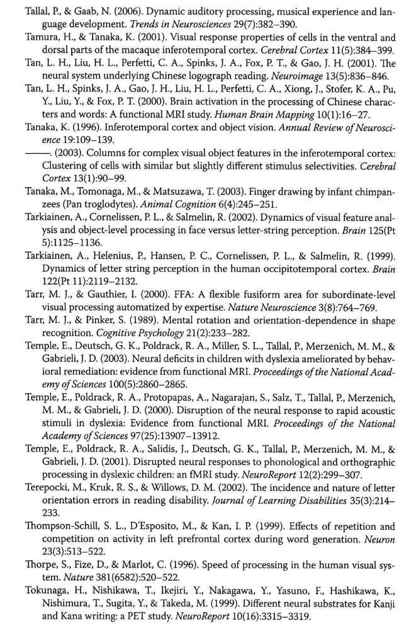 Tallal, P., & Gaab, N. (2006). Dynamic auditory processing, musical experience and lan-
guage development. Trends in Neurosciences 29(7):382–390.
Tamura, H., & Tanaka, K. (2001). Visual response properties of cells in the ventral and
dorsal parts of the macaque inferotemporal cortex. Cerebral Cortex 11(5):384–399.
Tan, L. H., Liu, H. L., Perfetti, C. A., Spinks, J. A., Fox, P. T., & Gao, J. H. (2001). The
neural system underlying Chinese logograph reading. Neuroimage 13(5):836–846.
Tan, L. H., Spinks, J. A., Gao, J. H., Liu, H. L., Perfetti, C. A., Xiong, J., Stofer, K. A., Pu,
Y., Liu, Y., & Fox, P. T. (2000). Brain activation in the processing of Chinese charac-
ters and words: A functional MRI study. Human Brain Mapping 10(1):16–27.
Tanaka, K. (1996). Inferotemporal cortex and object vision. Annual Review of Neurosci-
ence 19:109–139.
———. (2003). Columns for complex visual object features in the inferotemporal cortex:
Clustering of cells with similar but slightly different stimulus selectivities. Cerebral
Cortex 13(1):90–99.
Tanaka, M., Tomonaga, M., & Matsuzawa, T. (2003). Finger drawing by infant chimpan-
zees (Pan troglodytes). Animal Cognition 6(4):245–251.
Tarkiainen, A., Cornelissen, P. L., & Salmelin, R. (2002). Dynamics of visual feature anal-
ysis and object-level processing in face versus letter-string perception. Brain 125(Pt
5):1125–1136.
Tarkiainen, A., Helenius, P., Hansen, P. C., Cornelissen, P. L., & Salmelin, R. (1999).
Dynamics of letter string perception in the human occipitotemporal cortex. Brain
122(Pt 11):2119–2132.
Tarr, M. J., & Gauthier, I. (2000). FFA: A flexible fusiform area for subordinate-level
visual processing automatized by expertise. Nature Neuroscience 3(8):764–769.
Tarr, M. J., & Pinker, S. (1989). Mental rotation and orientation-dependence in shape
recognition. Cognitive Psychology 21(2):233–282.
Temple, E., Deutsch, G. K., Poldrack, R. A., Miller, S. L., Tallal, P., Merzenich, M. M., &
Gabrieli, J. D. (2003). Neural deficits in children with dyslexia ameliorated by behav-
ioral remediation: evidence from functional MRI. Proceedings of the National Acad-
emy of Sciences 100(5):2860–2865.
Temple, E., Poldrack, R. A., Protopapas, A., Nagarajan, S., Salz, T., Tallal, P., Merzenich,
M. M., & Gabrieli, J. D. (2000). Disruption of the neural response to rapid acoustic
stimuli in dyslexia: Evidence from functional MRI. Proceedings of the National
Academy of Sciences 97(25):13907–13912.
Temple, E., Poldrack, R. A., Salidis, J., Deutsch, G. K., Tallal, P., Merzenich, M. M., &
Gabrieli, J. D. (2001). Disrupted neural responses to phonological and orthographic
processing in dyslexic children: an fMRI study. NeuroReport 12(2):299–307.
Terepocki, M., Kruk, R. S., & Willows, D. M. (2002). The incidence and nature of letter
orientation errors in reading disability. Journal of Learning Disabilities 35(3):214–
233.
Thompson-Schill, S. L., D'Esposito, M., & Kan, I. P. (1999). Effects of repetition and
competition on activity in left prefrontal cortex during word generation. Neuron
23(3):513–522.
Thorpe, S., Fize, D., & Marlot, C. (1996). Speed of processing in the human visual sys-
tem. Nature 381(6582):520–522.
Tokunaga, H., Nishikawa, T., Ikejiri, Y., Nakagawa, Y., Yasuno, F., Hashikawa, K.,
Nishimura, T., Sugita, Y., & Takeda, M. (1999). Different neural substrates for Kanji
and Kana writing: a PET study. NeuroReport 10(16):3315–3319.